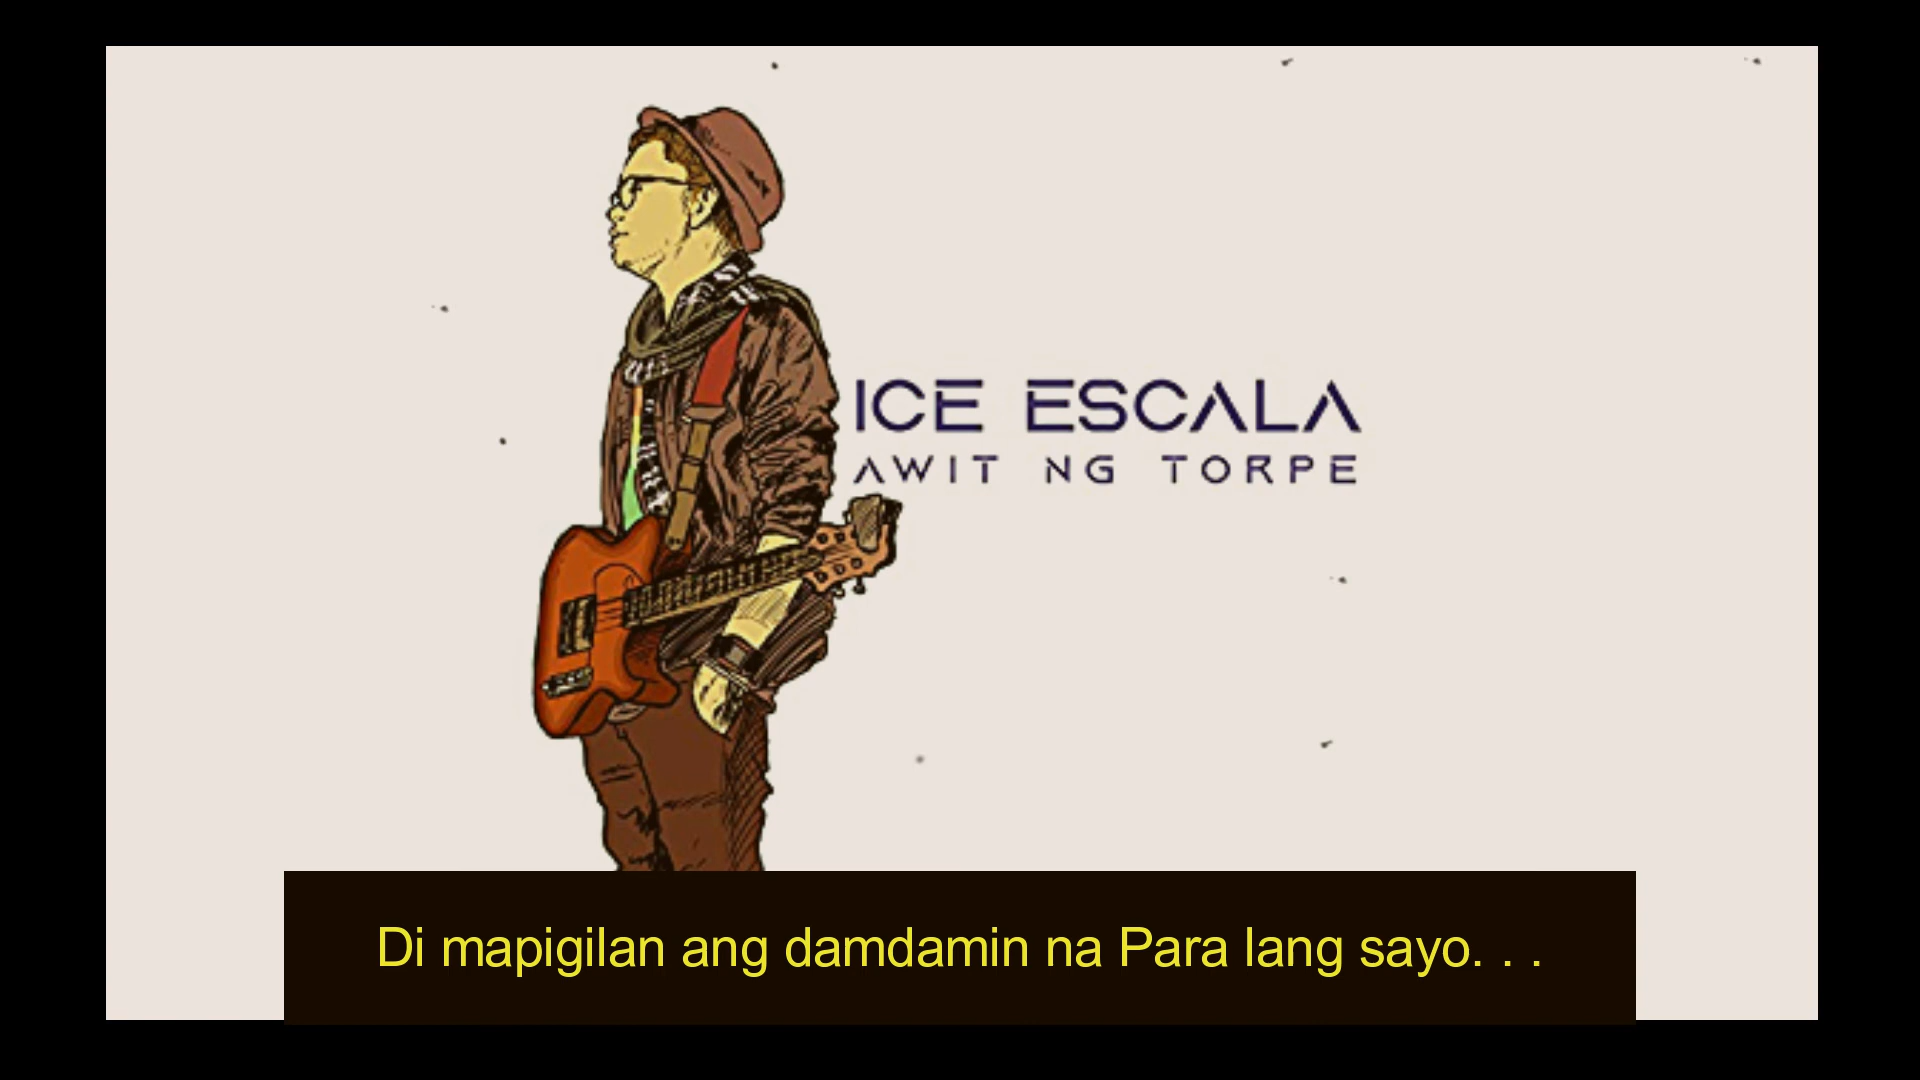 ICE ESCALA
AWIT NG TORPE
Di mapigilan ang damdamin na Para lang sayo. . .